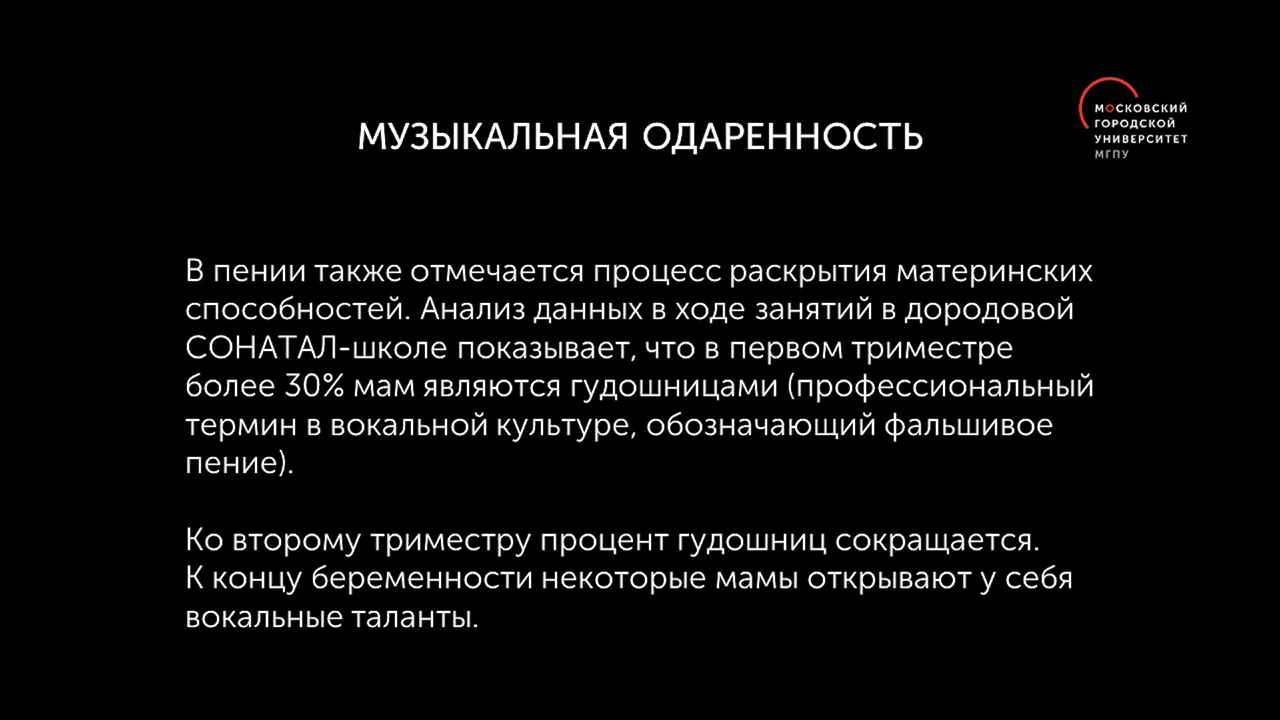 МОСКОВСКИЙ
ГОРОДСКОЙ
УНИВЕРСИТЕТ
МГПУ
МУЗЫКАЛЬНАЯ ОДАРЕННОСТЬ
В пении также отмечается процесс раскрытия материнских
способностей. Анализ данных в ходе занятий в дородовой
СОНАТАЛ-школе показывает, что в первом триместре
более 30% мам являются гудошницами (профессиональный
термин в вокальной культуре, обозначающий фальшивое
пение).
Ко второму триместру процент гудошниц сокращается.
К концу беременности некоторые мамы открывают у себя
вокальные таланты.